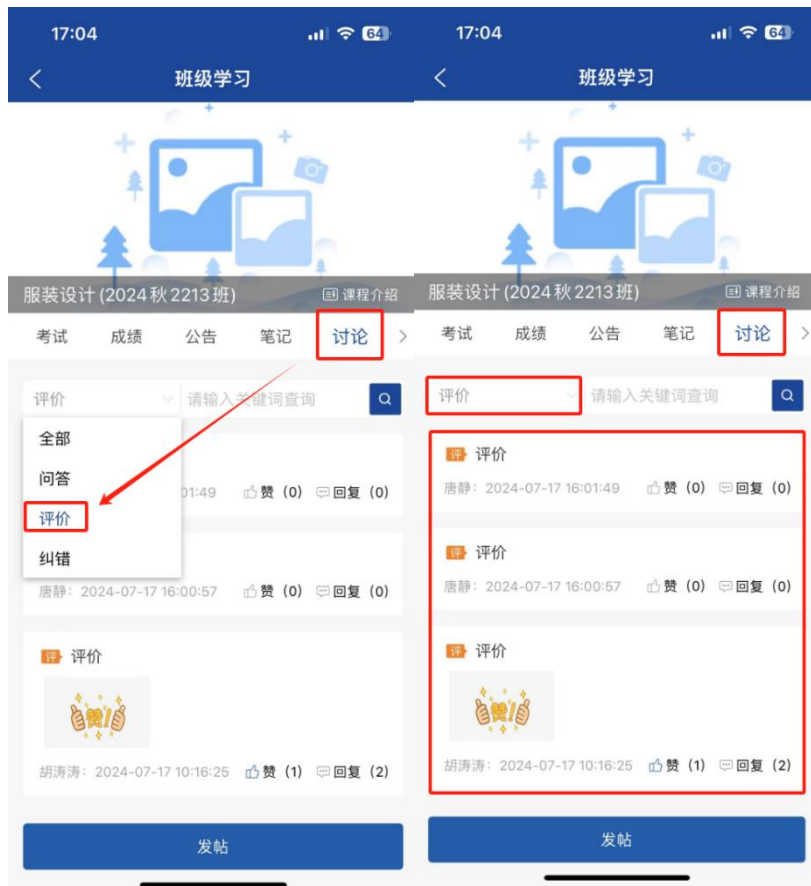 17:04
64
班级学习
服装设计(2024秋2213班)
课程介绍
考试 成绩 公告 笔记 讨论 >
评价 请输入关键词查询
全部
问答
评价
纠错
01:49 赞 (0) 回复 (0)
唐静: 2024-07-17 16:00:57 赞 (0) 回复 (0)
评 评价
赞!
胡涛涛: 2024-07-17 10:16:25 赞 (1) 回复 (2)
发帖
17:04
64
班级学习
服装设计(2024秋2213班)
课程介绍
考试 成绩 公告 笔记 讨论 >
评价 请输入关键词查询
评 评价
唐静: 2024-07-17 16:01:49 赞 (0) 回复 (0)
评 评价
唐静: 2024-07-17 16:00:57 赞 (0) 回复 (0)
评 评价
赞!
胡涛涛: 2024-07-17 10:16:25 赞 (1) 回复 (2)
发帖